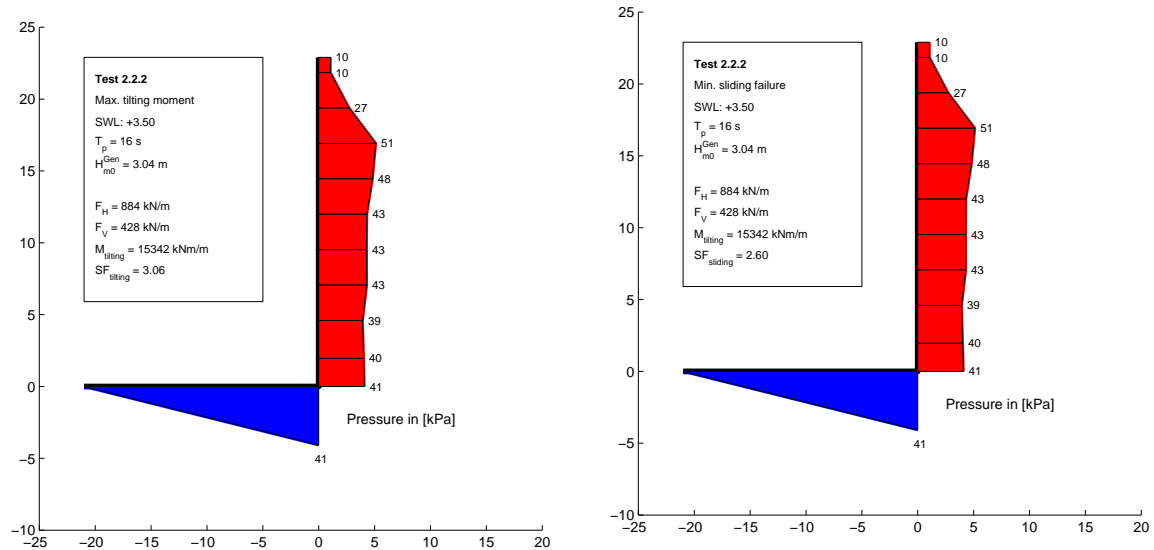 25
20
15
10
5
0
−5
−10
−25 −20 −15 −10 −5 0 5 10 15 20
Test 2.2.2
Max. tilting moment
SWL: +3.50
T_p = 16 s
H_m0^Gen = 3.04 m
F_H = 884 kN/m
F_V = 428 kN/m
M_tilting = 15342 kNm/m
SF_tilting = 3.06
10
10
27
51
48
43
43
43
39
40
41
Pressure in [kPa]
41
25
20
15
10
5
0
−5
−10
−25 −20 −15 −10 −5 0 5 10 15 20
Test 2.2.2
Min. sliding failure
SWL: +3.50
T_p = 16 s
H_m0^Gen = 3.04 m
F_H = 884 kN/m
F_V = 428 kN/m
M_tilting = 15342 kNm/m
SF_sliding = 2.60
10
10
27
51
48
43
43
43
39
40
41
Pressure in [kPa]
41